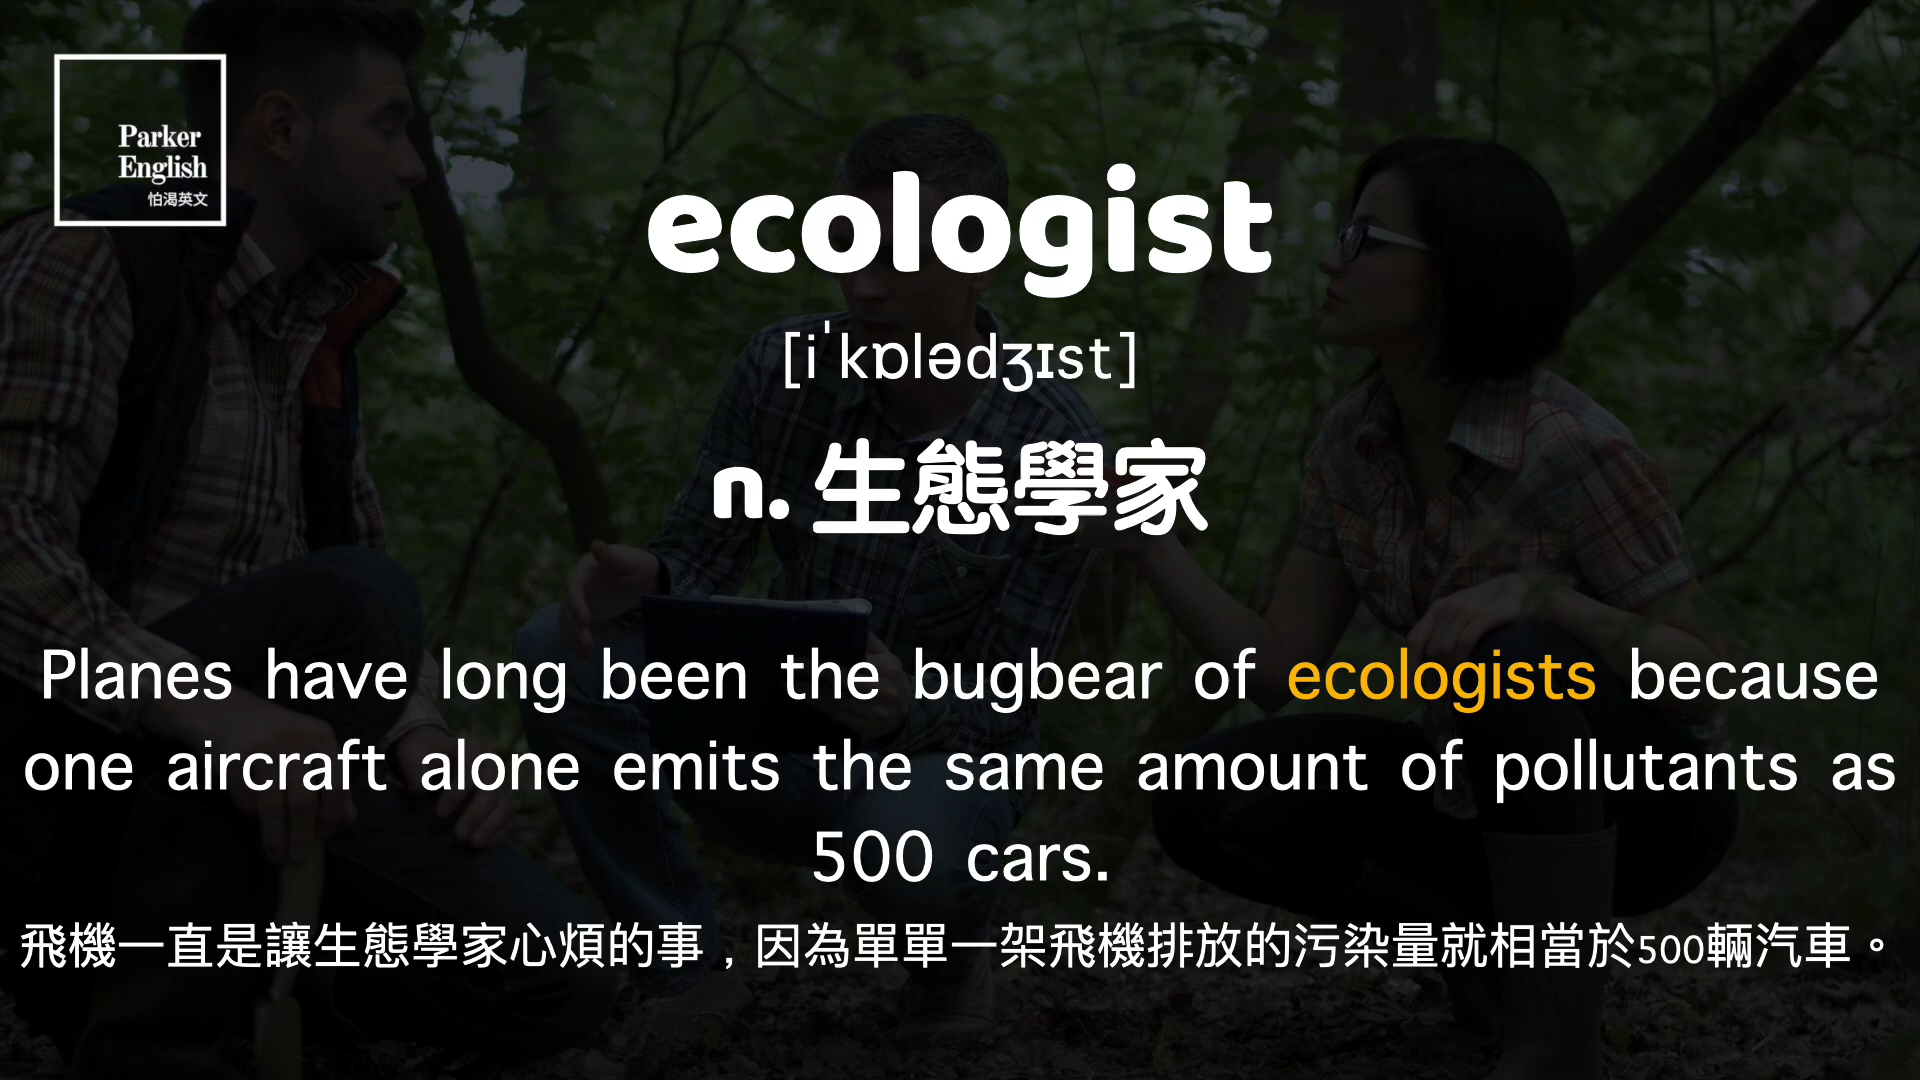 Parker
English
怕渴英文
ecologist
[iˈkɒlədʒɪst]
n. 生態學家
Planes have long been the bugbear of ecologists because
one aircraft alone emits the same amount of pollutants as
500 cars.
飛機一直是讓生態學家心煩的事，因為單單一架飛機排放的污染量就相當於500輛汽車。